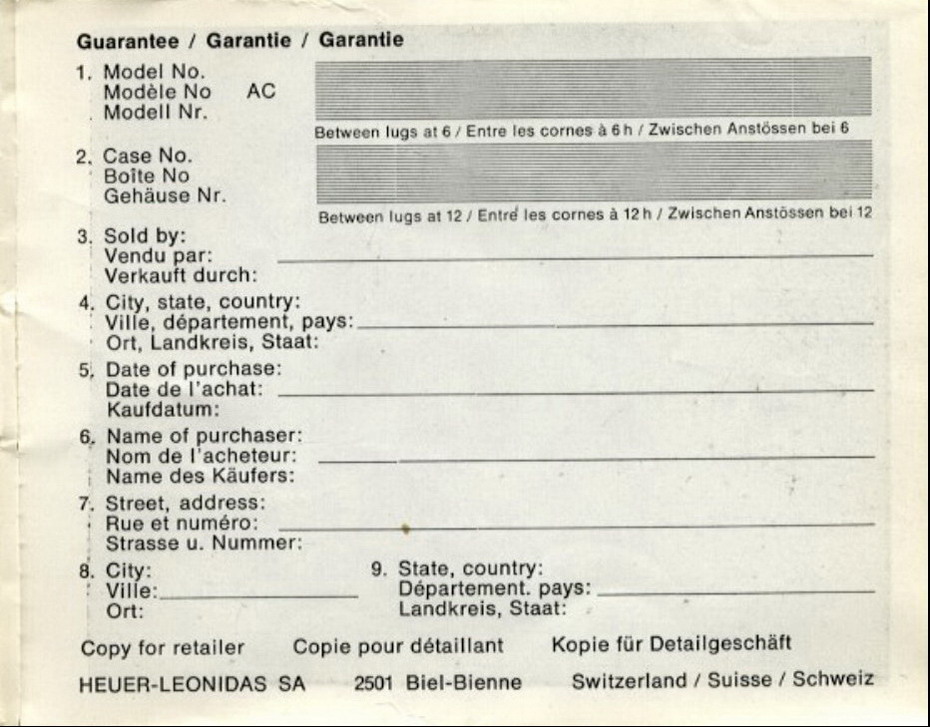 Guarantee / Garantie / Garantie
1. Model No.
Modèle No AC
Modell Nr.
Between lugs at 6 / Entre les cornes à 6 h / Zwischen Anstössen bei 6
2. Case No.
Boîte No
Gehäuse Nr.
Between lugs at 12 / Entre les cornes à 12 h / Zwischen Anstössen bei 12
3. Sold by:
Vendu par:
Verkauft durch:
4. City, state, country:
Ville, département, pays:
Ort, Landkreis, Staat:
5. Date of purchase:
Date de l'achat:
Kaufdatum:
6. Name of purchaser:
Nom de l'acheteur:
Name des Käufers:
7. Street, address:
Rue et numéro:
Strasse u. Nummer:
8. City:
Ville:
Ort:
9. State, country:
Département. pays:
Landkreis, Staat:
Copy for retailer Copie pour détaillant Kopie für Detailgeschäft
HEUER-LEONIDAS SA 2501 Biel-Bienne Switzerland / Suisse / Schweiz